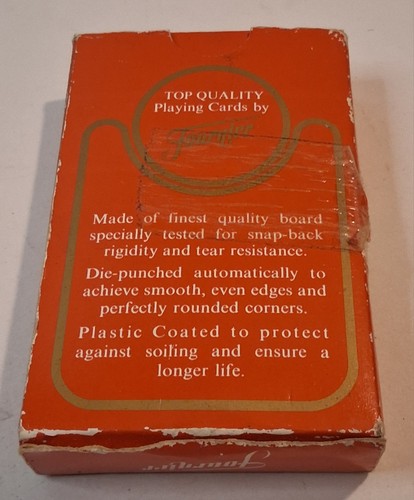 TOP QUALITY
Playing Cards by
Fournier
Made of finest quality board
specially tested for snap-back
rigidity and tear resistance.
Die-punched automatically to
achieve smooth, even edges and
perfectly rounded corners.
Plastic Coated to protect
against soiling and ensure a
longer life.
Fournier